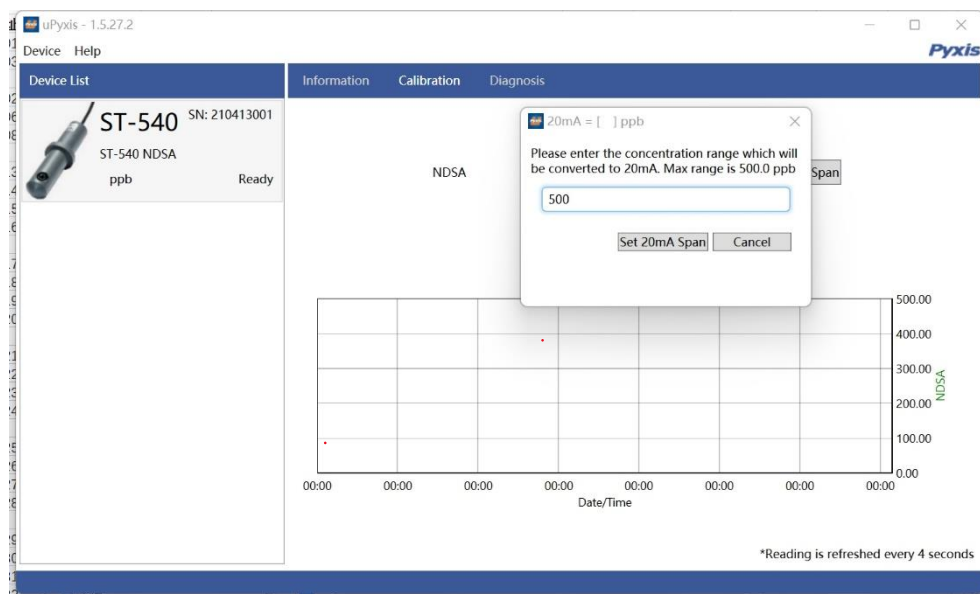 uPyxis - 1.5.27.2
Device Help
Pyxis
Device List
Information Calibration Diagnosis
ST-540 SN: 210413001
ST-540 NDSA
ppb Ready
NDSA
20mA = [ ] ppb
Please enter the concentration range which will
be converted to 20mA. Max range is 500.0 ppb
Span
500
Set 20mA Span Cancel
500.00
400.00
300.00
200.00
100.00
0.00
NDSA
00:00 00:00 00:00 00:00 00:00 00:00 00:00 00:00
Date/Time
*Reading is refreshed every 4 seconds